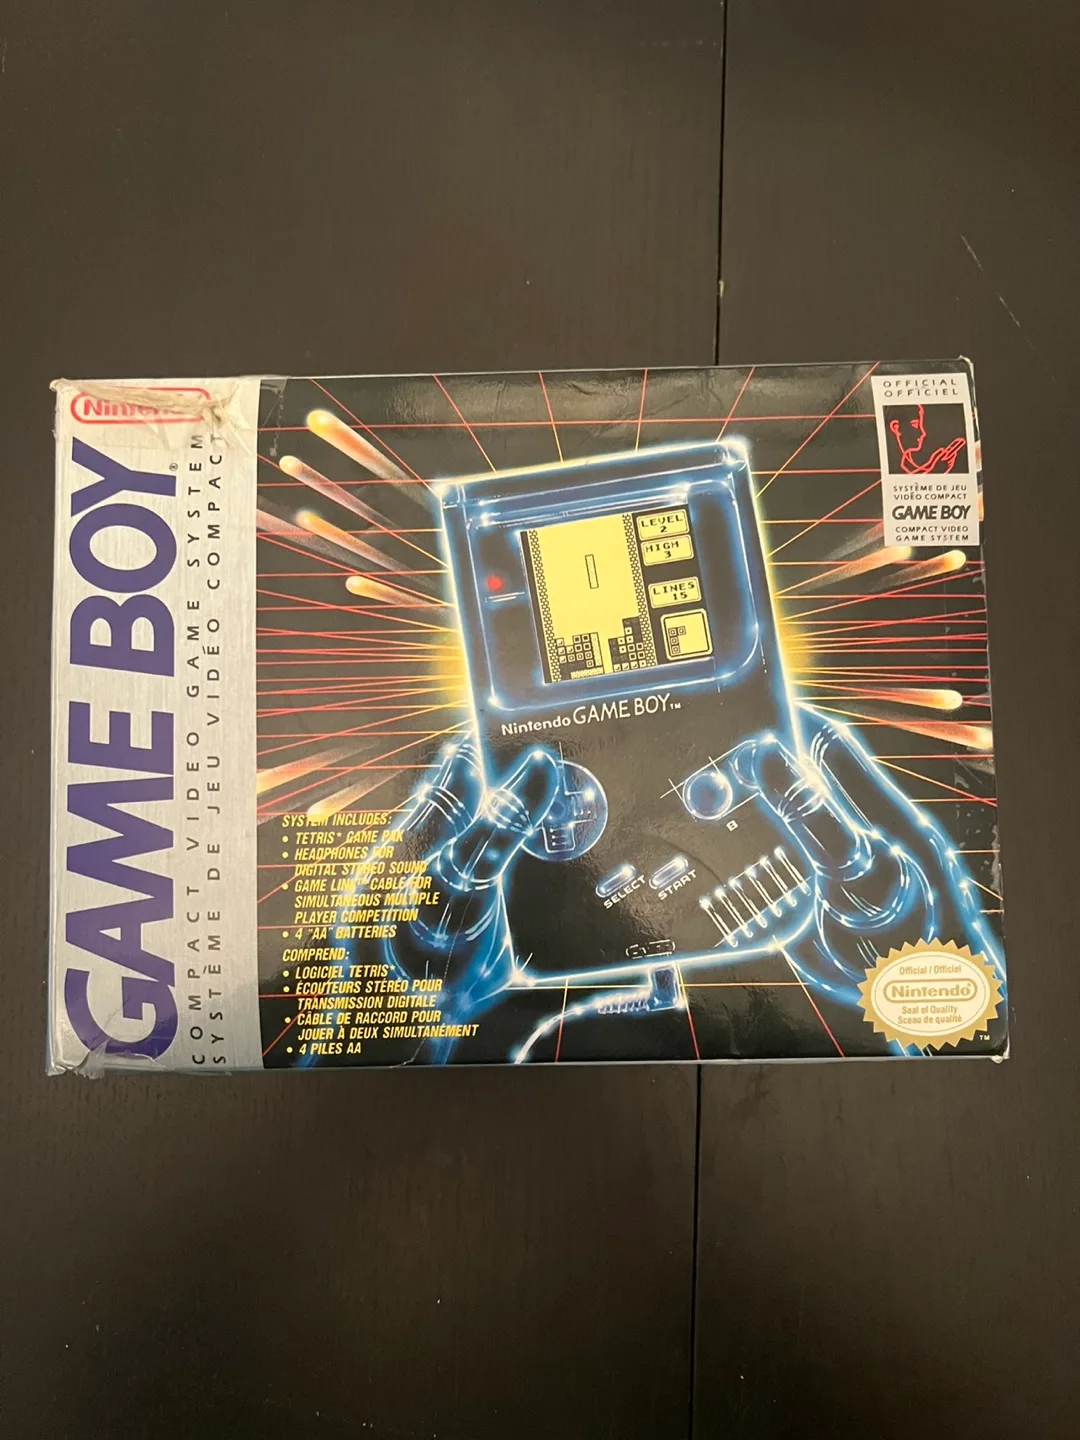 Nintendo
GAME BOY®
COMPACT VIDEO GAME SYSTEM
SYSTÈME DE JEU VIDÉO COMPACT
OFFICIAL
OFFICIEL
SYSTÈME DE JEU
VIDÉO COMPACT
GAME BOY
COMPACT VIDEO
GAME SYSTEM
LEVEL
2
HIGH
3
LINES
15
Nintendo GAME BOY™
B
SELECT
START
SYSTEM INCLUDES:
• TETRIS* GAME PAK
• HEADPHONES FOR
DIGITAL STEREO SOUND
• GAME LINK™ CABLE FOR
SIMULTANEOUS MULTIPLE
PLAYER COMPETITION
• 4 "AA" BATTERIES
COMPREND:
• LOGICIEL TETRIS*
• ÉCOUTEURS STÉRÉO POUR
TRANSMISSION DIGITALE
• CÂBLE DE RACCORD POUR
JOUER À DEUX SIMULTANÉMENT
• 4 PILES AA
Official / Officiel
Nintendo®
Seal of Quality
Sceau de qualité
TM